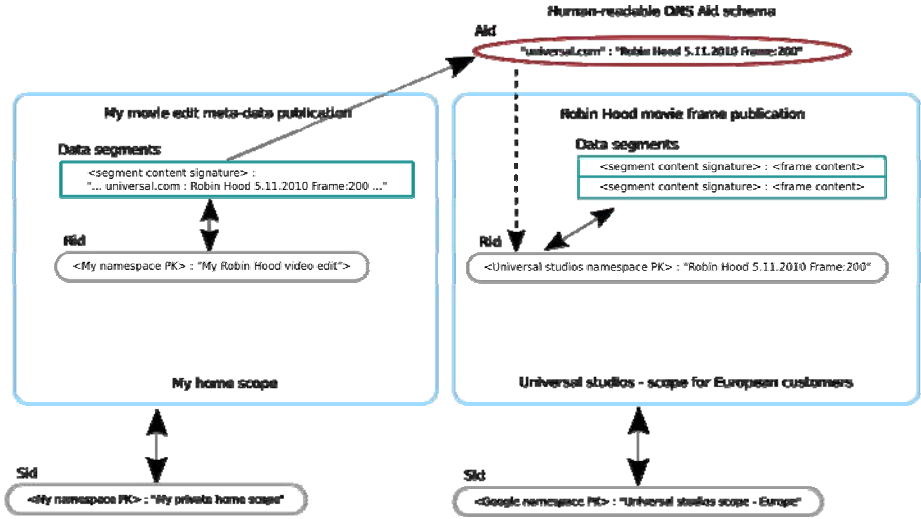 Human-readable DNS Aid schema
Aid
"universal.com" : "Robin Hood 5.11.2010 Frame:200"
My movie edit meta-data publication
Data segments
<segment content signature> :
"... universal.com : Robin Hood 5.11.2010 Frame:200 ..."
Rid
<My namespace PK> : "My Robin Hood video edit">
My home scope
Sid
<My namespace PK> : "My private home scope"
Robin Hood movie frame publication
Data segments
<segment content signature> : <frame content>
<segment content signature> : <frame content>
Rid
<Universal studios namespace PK> : "Robin Hood 5.11.2010 Frame:200"
Universal studios - scope for European customers
Sid
<Google namespace PK> : "Universal studios scope - Europe"